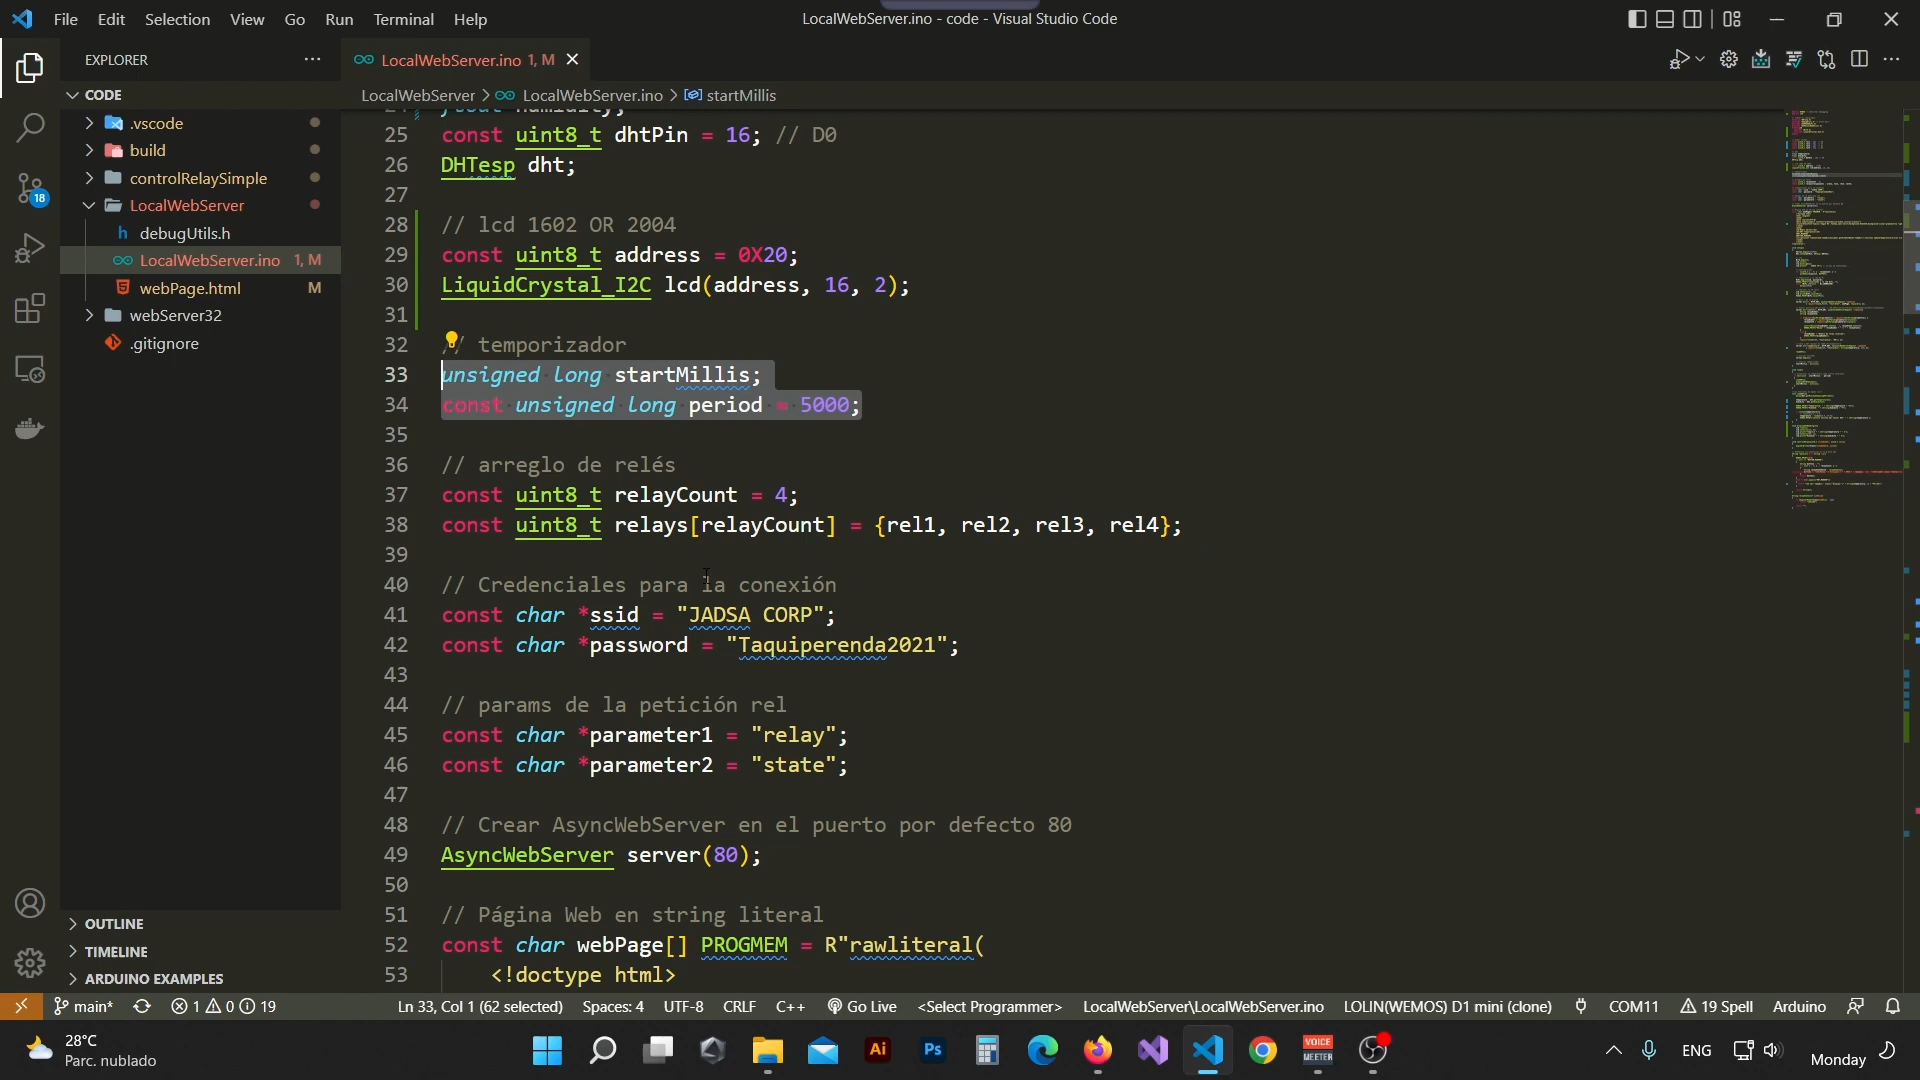 File Edit Selection View Go Run Terminal Help
LocalWebServer.ino - code - Visual Studio Code
EXPLORER
LocalWebServer.ino 1, M
LocalWebServer > LocalWebServer.ino > startMillis
CODE
.vscode
build
controlRelaySimple
LocalWebServer
h debugUtils.h
LocalWebServer.ino 1, M
webPage.html M
webServer32
.gitignore
18
25 const uint8_t dhtPin = 16; // D0
26 DHTesp dht;
27
28 // lcd 1602 OR 2004
29 const uint8_t address = 0X20;
30 LiquidCrystal_I2C lcd(address, 16, 2);
31
32 // temporizador
33 unsigned long startMillis;
34 const unsigned long period = 5000;
35
36 // arreglo de relés
37 const uint8_t relayCount = 4;
38 const uint8_t relays[relayCount] = {rel1, rel2, rel3, rel4};
39
40 // Credenciales para la conexión
41 const char *ssid = "JADSA CORP";
42 const char *password = "Taquiperenda2021";
43
44 // params de la petición rel
45 const char *parameter1 = "relay";
46 const char *parameter2 = "state";
47
48 // Crear AsyncWebServer en el puerto por defecto 80
49 AsyncWebServer server(80);
50
51 // Página Web en string literal
52 const char webPage[] PROGMEM = R"rawliteral(
53 <!doctype html>
OUTLINE
TIMELINE
ARDUINO EXAMPLES
main* 1 0 19 Ln 33, Col 1 (62 selected) Spaces: 4 UTF-8 CRLF C++ Go Live <Select Programmer> LocalWebServer\LocalWebServer.ino LOLIN(WEMOS) D1 mini (clone) COM11 19 Spell Arduino
28°C
Parc. nublado
Ai
Ps
VOICE
MEETER
ENG
Monday